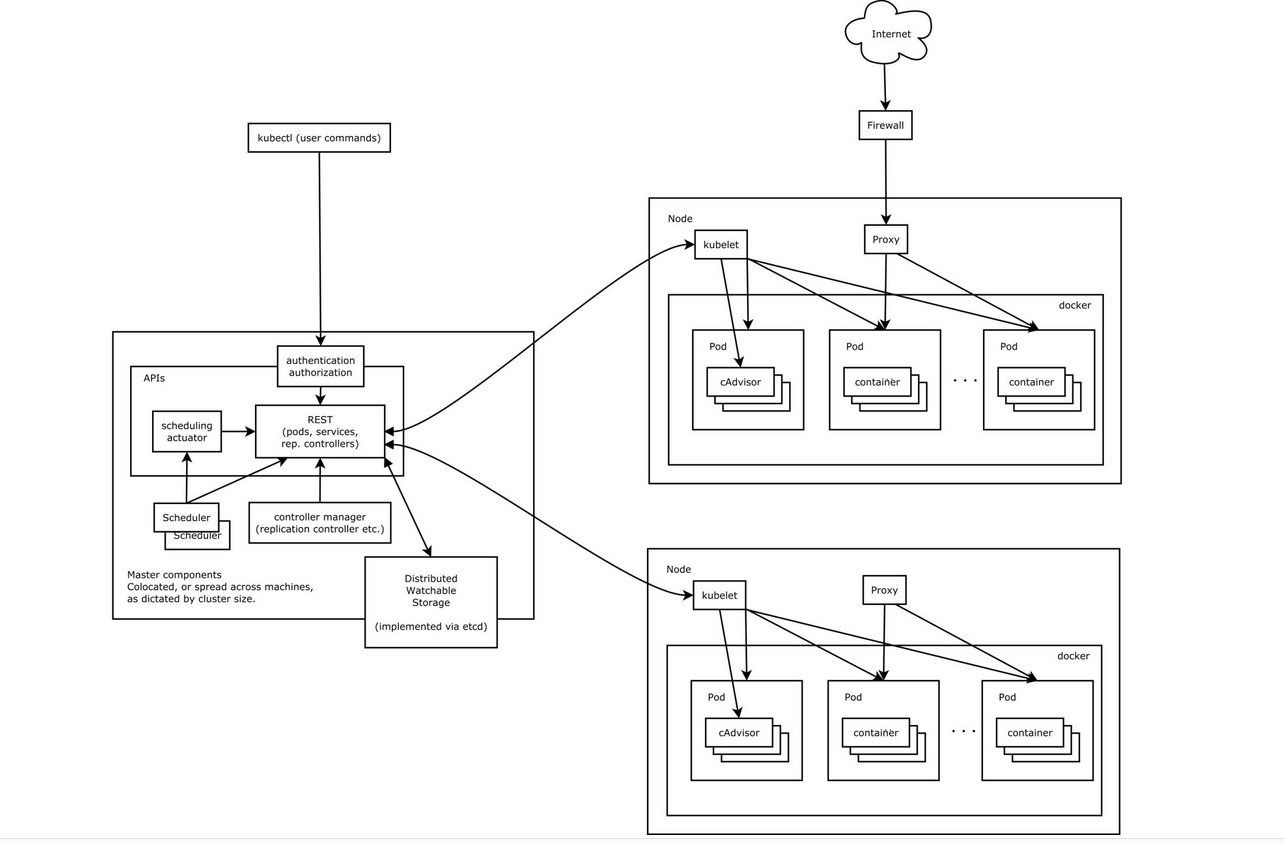 Internet
Firewall
kubectl (user commands)
authentication
authorization
APIs
REST
(pods, services,
rep. controllers)
scheduling
actuator
Scheduler
Scheduler
controller manager
(replication controller etc.)
Master components
Colocated, or spread across machines,
as dictated by cluster size.
Distributed
Watchable
Storage
(implemented via etcd)
Node
kubelet
Proxy
docker
Pod
cAdvisor
Pod
container
. . .
Pod
container
Node
kubelet
Proxy
docker
Pod
cAdvisor
Pod
container
. . .
Pod
container